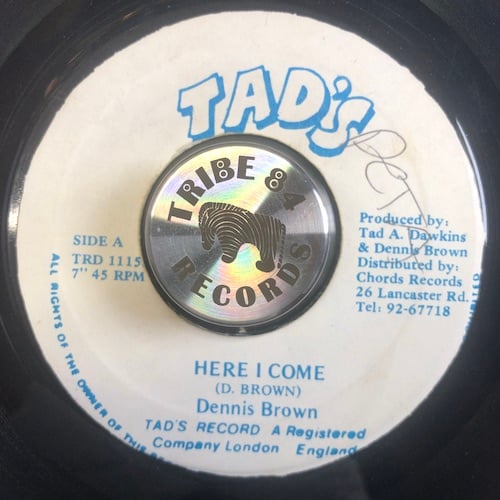 TAD'S
TRIBE 84
RECORDS
SIDE A
TRD 1115
7" 45 RPM
Produced by:
Tad A. Dawkins
& Dennis Brown
Distributed by:
Chords Records
26 Lancaster Rd.
Tel: 92-67718
HERE I COME
(D. BROWN)
Dennis Brown
TAD'S RECORD A Registered
Company London England
ALL RIGHTS OF THE OWNER OF THIS